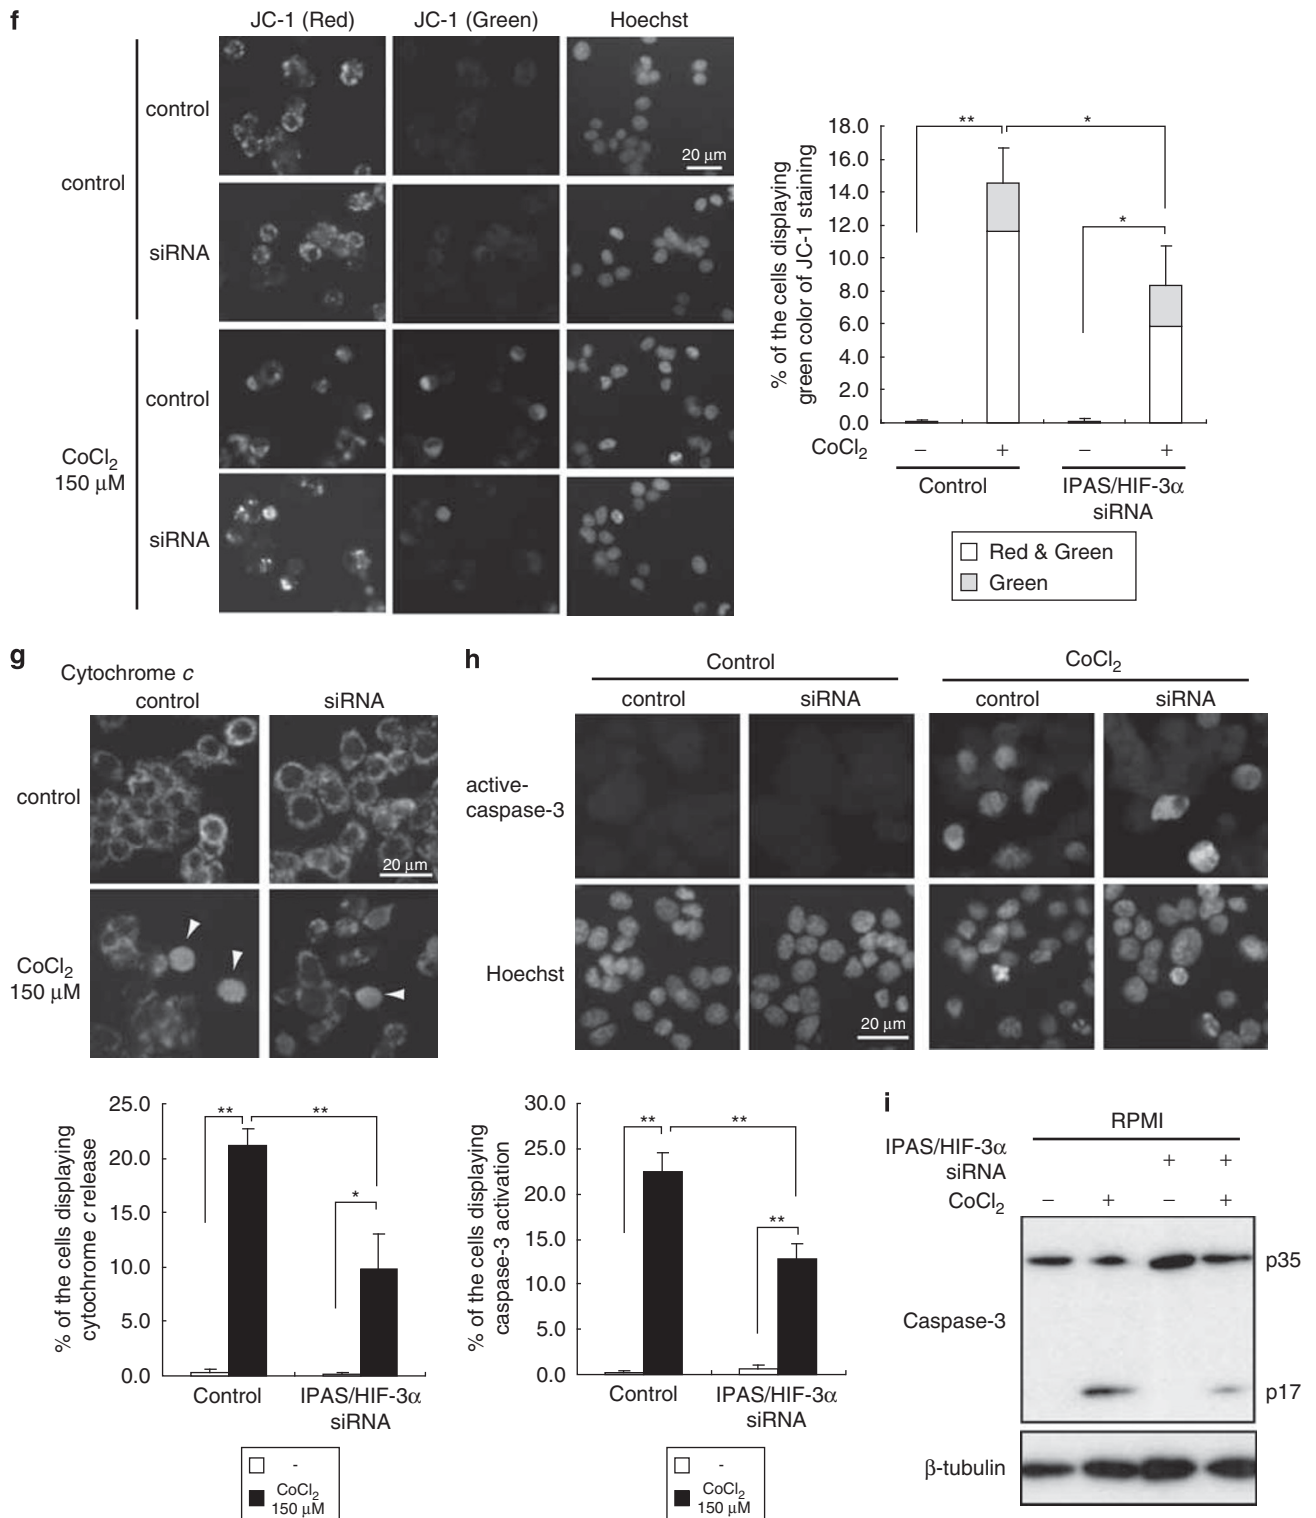 f
JC-1 (Red) JC-1 (Green) Hoechst
control
control
siRNA
20 µm
CoCl2
150 µM
control
siRNA
% of the cells displaying
green color of JC-1 staining
18.0
16.0
14.0
12.0
10.0
8.0
6.0
4.0
2.0
0.0
** *
*
CoCl2 − + − +
Control IPAS/HIF-3α
siRNA
Red & Green
Green
g
Cytochrome c
control siRNA
control
20 µm
CoCl2
150 µM
% of the cells displaying
cytochrome c release
25.0
20.0
15.0
10.0
5.0
0.0
** **
*
Control IPAS/HIF-3α
siRNA
-
CoCl2
150 µM
h
Control CoCl2
control siRNA control siRNA
active-
caspase-3
Hoechst
20 µm
% of the cells displaying
caspase-3 activation
30.0
25.0
20.0
15.0
10.0
5.0
0.0
** **
**
Control IPAS/HIF-3α
siRNA
-
CoCl2
150 µM
i
RPMI
IPAS/HIF-3α
siRNA + +
CoCl2 − + − +
p35
Caspase-3
p17
β-tubulin